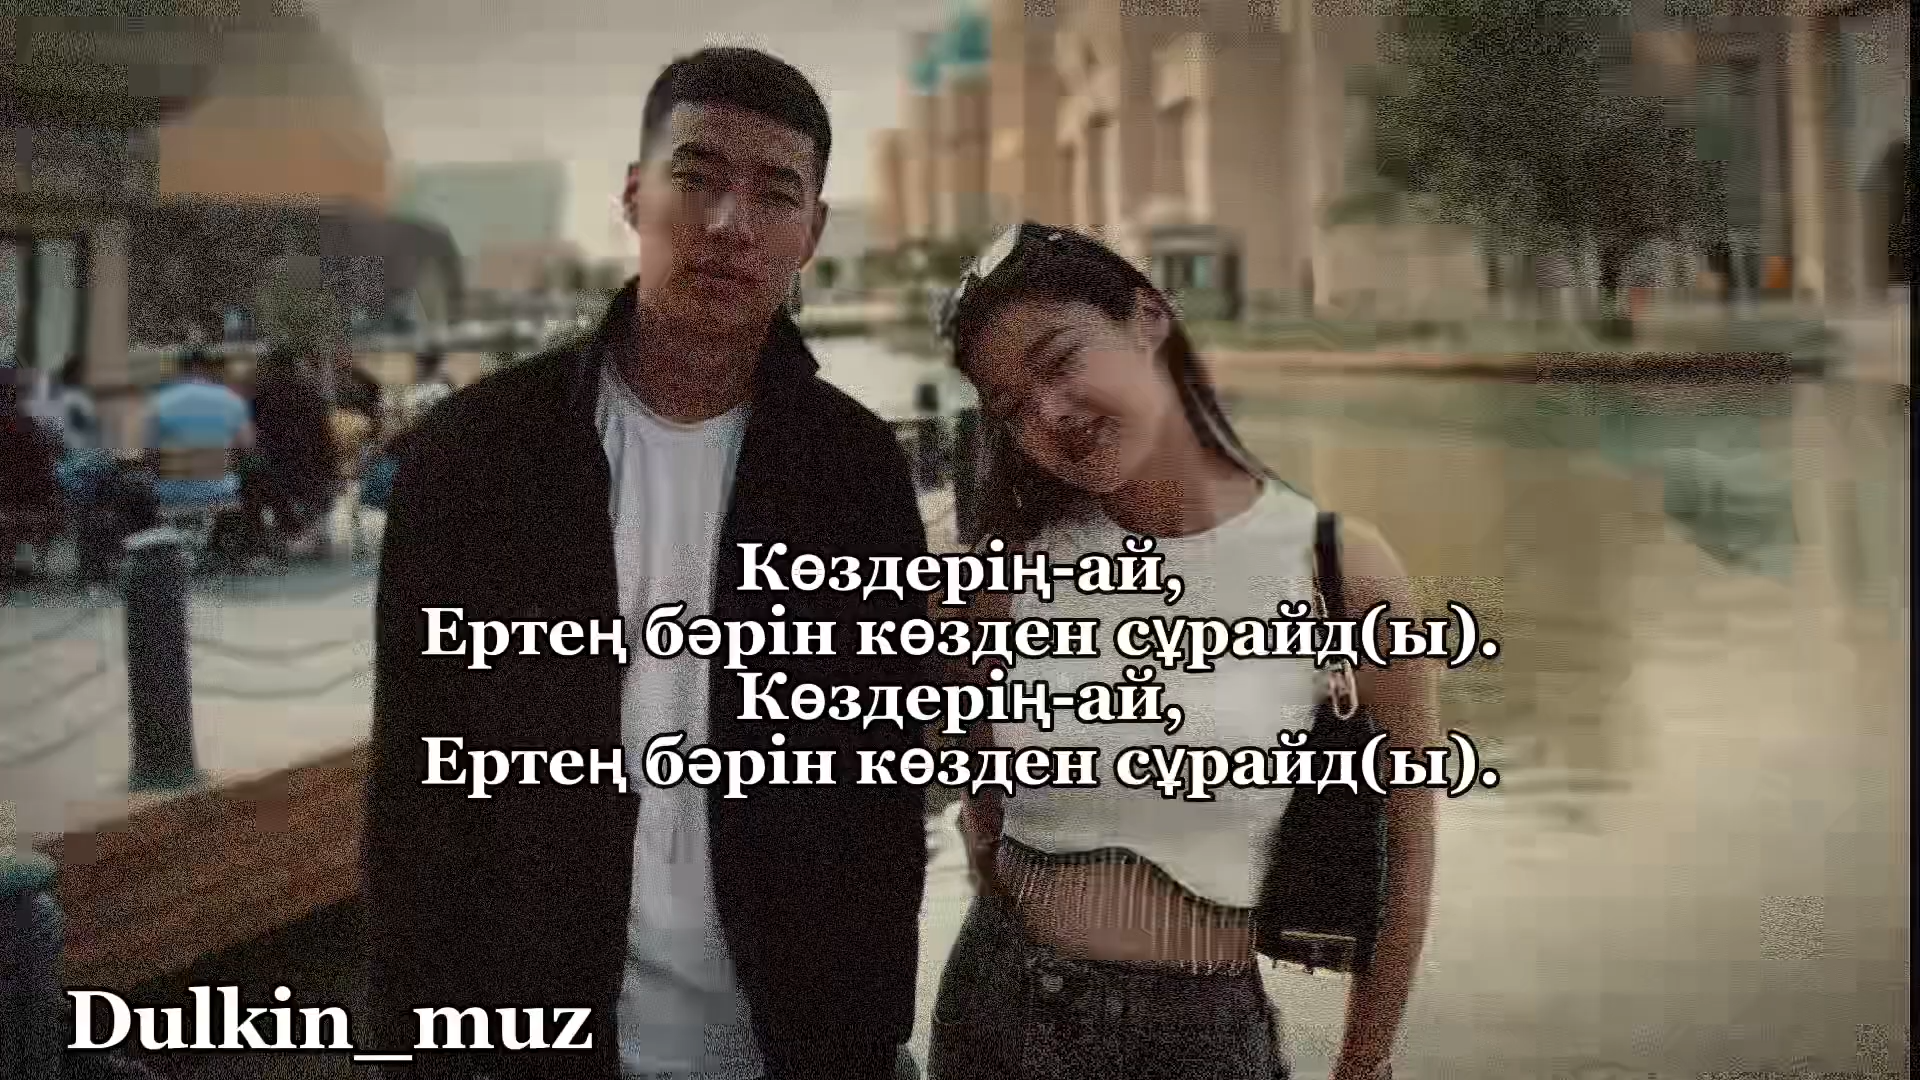 Көздерің-ай,
Ертең бәрін көзден сұрайд(ы).
Көздерің-ай,
Ертең бәрін көзден сұрайд(ы).
Dulkin_muz